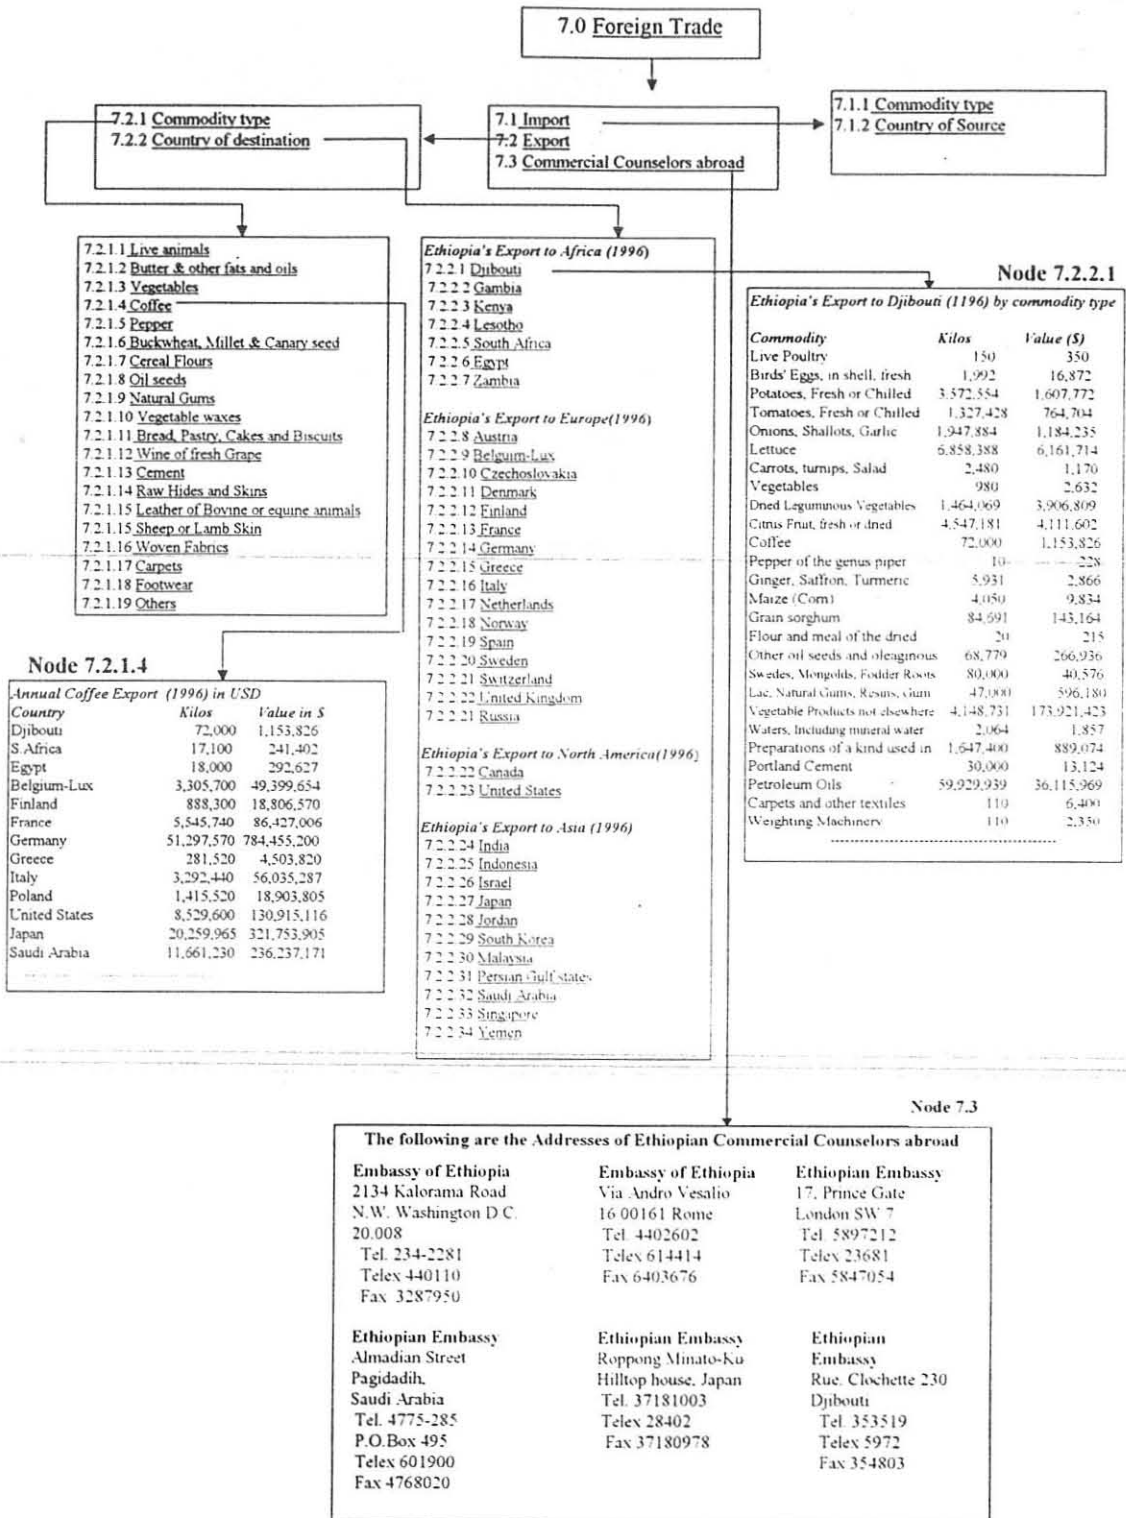 7.0 Foreign Trade
7.2.1 Commodity type
7.2.2 Country of destination
7.1 Import
7.2 Export
7.3 Commercial Counselors abroad
7.1.1 Commodity type
7.1.2 Country of Source
7.2.1.1 Live animals
7.2.1.2 Butter & other fats and oils
7.2.1.3 Vegetables
7.2.1.4 Coffee
7.2.1.5 Pepper
7.2.1.6 Buckwheat, Millet & Canary seed
7.2.1.7 Cereal Flours
7.2.1.8 Oil seeds
7.2.1.9 Natural Gums
7.2.1.10 Vegetable waxes
7.2.1.11 Bread, Pastry, Cakes and Biscuits
7.2.1.12 Wine of fresh Grape
7.2.1.13 Cement
7.2.1.14 Raw Hides and Skins
7.2.1.15 Leather of Bovine or equine animals
7.2.1.15 Sheep or Lamb Skin
7.2.1.16 Woven Fabrics
7.2.1.17 Carpets
7.2.1.18 Footwear
7.2.1.19 Others
Ethiopia's Export to Africa (1996)
7.2.2.1 Djibouti
7.2.2.2 Gambia
7.2.2.3 Kenya
7.2.2.4 Lesotho
7.2.2.5 South Africa
7.2.2.6 Egypt
7.2.2.7 Zambia
Ethiopia's Export to Europe(1996)
7.2.2.8 Austria
7.2.2.9 Belguim-Lux
7.2.2.10 Czechoslovakia
7.2.2.11 Denmark
7.2.2.12 Finland
7.2.2.13 France
7.2.2.14 Germany
7.2.2.15 Greece
7.2.2.16 Italy
7.2.2.17 Netherlands
7.2.2.18 Norway
7.2.2.19 Spain
7.2.2.20 Sweden
7.2.2.21 Switzerland
7.2.2.22 United Kingdom
7.2.2.21 Russia
Ethiopia's Export to North America(1996)
7.2.2.22 Canada
7.2.2.23 United States
Ethiopia's Export to Asia (1996)
7.2.2.24 India
7.2.2.25 Indonesia
7.2.2.26 Israel
7.2.2.27 Japan
7.2.2.28 Jordan
7.2.2.29 South Korea
7.2.2.30 Malaysia
7.2.2.31 Persian Gulf states
7.2.2.32 Saudi Arabia
7.2.2.33 Singapore
7.2.2.34 Yemen
Node 7.2.2.1
Ethiopia's Export to Djibouti (1196) by commodity type
Commodity Kilos Value ($)
Live Poultry 150 350
Birds' Eggs, in shell, fresh 1,992 16,872
Potatoes, Fresh or Chilled 3,572,554 1,607,772
Tomatoes, Fresh or Chilled 1,327,428 764,704
Onions, Shallots, Garlic 1,947,884 1,184,235
Lettuce 6,858,388 6,161,714
Carrots, turnips, Salad 2,480 1,170
Vegetables 980 2,632
Dried Leguminous Vegetables 1,464,069 3,906,809
Citrus Fruit, fresh or dried 4,547,181 4,111,602
Coffee 72,000 1,153,826
Pepper of the genus piper 10 228
Ginger, Saffron, Turmeric 5,931 2,866
Maize (Corn) 4,050 9,834
Grain sorghum 84,691 143,164
Flour and meal of the dried 20 215
Other oil seeds and oleaginous 68,779 266,936
Swedes, Mongolds, Fodder Roots 80,000 40,576
Lac, Natural Gums, Resins, Gum 47,000 596,180
Vegetable Products not elsewhere 4,148,731 173,921,423
Waters, Including mineral water 2,064 1,857
Preparations of a kind used in 1,647,400 889,074
Portland Cement 30,000 13,124
Petroleum Oils 59,929,939 36,115,969
Carpets and other textiles 110 6,400
Weighting Machinery 110 2,350
Node 7.2.1.4
Annual Coffee Export (1996) in USD
Country Kilos Value in $
Djibouti 72,000 1,153,826
S.Africa 17,100 241,402
Egypt 18,000 292,627
Belgium-Lux 3,305,700 49,399,654
Finland 888,300 18,806,570
France 5,545,740 86,427,006
Germany 51,297,570 784,455,200
Greece 281,520 4,503,820
Italy 3,292,440 56,035,287
Poland 1,415,520 18,903,805
United States 8,529,600 130,915,116
Japan 20,259,965 321,753,905
Saudi Arabia 11,661,230 236,237,171
Node 7.3
The following are the Addresses of Ethiopian Commercial Counselors abroad
Embassy of Ethiopia
2134 Kalorama Road
N.W. Washington D.C.
20.008
Tel. 234-2281
Telex 440110
Fax 3287950
Embassy of Ethiopia
Via Andro Vesalio
16 00161 Rome
Tel. 4402602
Telex 614414
Fax 6403676
Ethiopian Embassy
17, Prince Gate
London SW 7
Tel. 5897212
Telex 23681
Fax 5847054
Ethiopian Embassy
Almadian Street
Pagidadih,
Saudi Arabia
Tel. 4775-285
P.O.Box 495
Telex 601900
Fax 4768020
Ethiopian Embassy
Roppong Minato-Ku
Hilltop house, Japan
Tel. 37181003
Telex 28402
Fax 37180978
Ethiopian
Embassy
Rue. Clochette 230
Djibouti
Tel. 353519
Telex 5972
Fax 354803